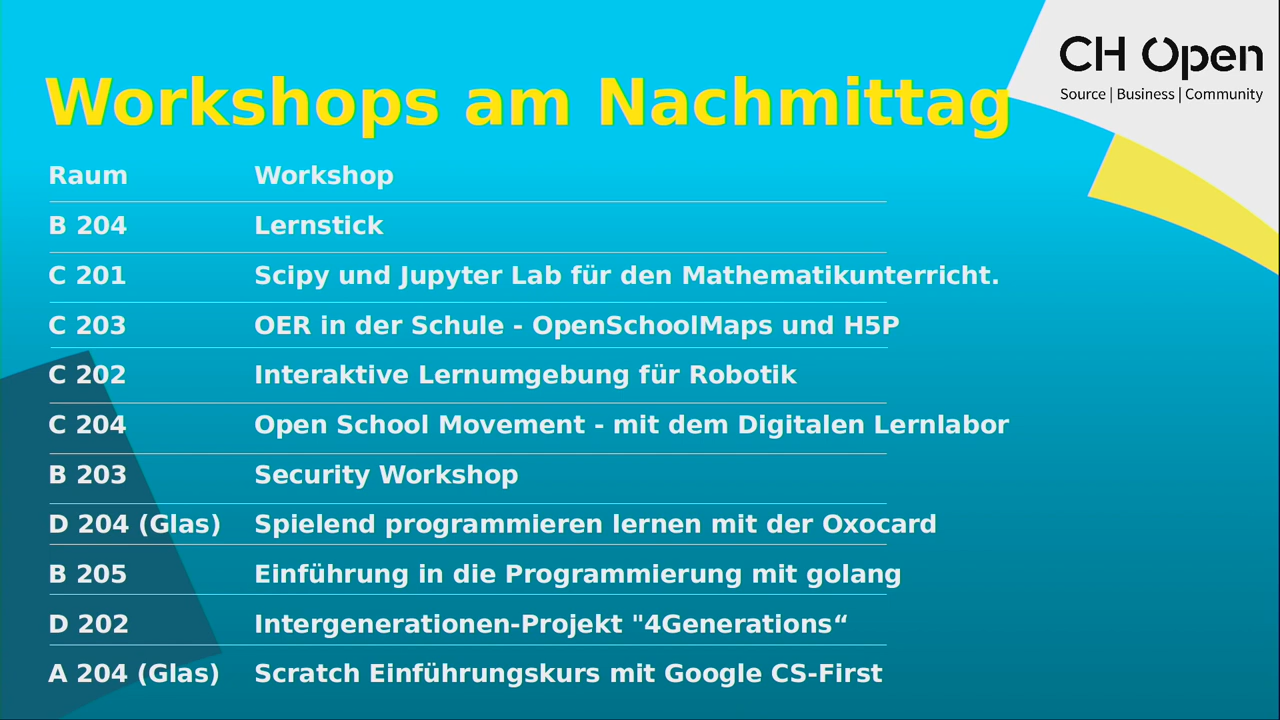 CH Open
Source | Business | Community
Workshops am Nachmittag
Raum Workshop
B 204 Lernstick
C 201 Scipy und Jupyter Lab für den Mathematikunterricht.
C 203 OER in der Schule - OpenSchoolMaps und H5P
C 202 Interaktive Lernumgebung für Robotik
C 204 Open School Movement - mit dem Digitalen Lernlabor
B 203 Security Workshop
D 204 (Glas) Spielend programmieren lernen mit der Oxocard
B 205 Einführung in die Programmierung mit golang
D 202 Intergenerationen-Projekt "4Generations“
A 204 (Glas) Scratch Einführungskurs mit Google CS-First